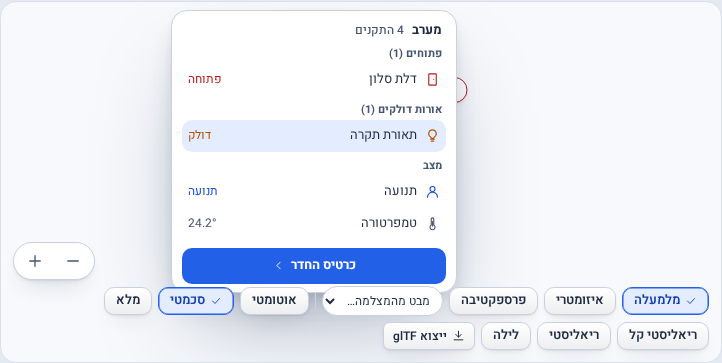 מערב 4 התקנים
פתוחים (1)
דלת סלון פתוחה
אורות דולקים (1)
תאורת תקרה דולק
מצב
תנועה תנועה
טמפרטורה 24.2°
כרטיס החדר
מלמעלה איזומטרי פרספקטיבה מבט מהמצלמה... אוטומטי סכמטי מלא
ריאליסטי קל ריאליסטי לילה ייצוא glTF